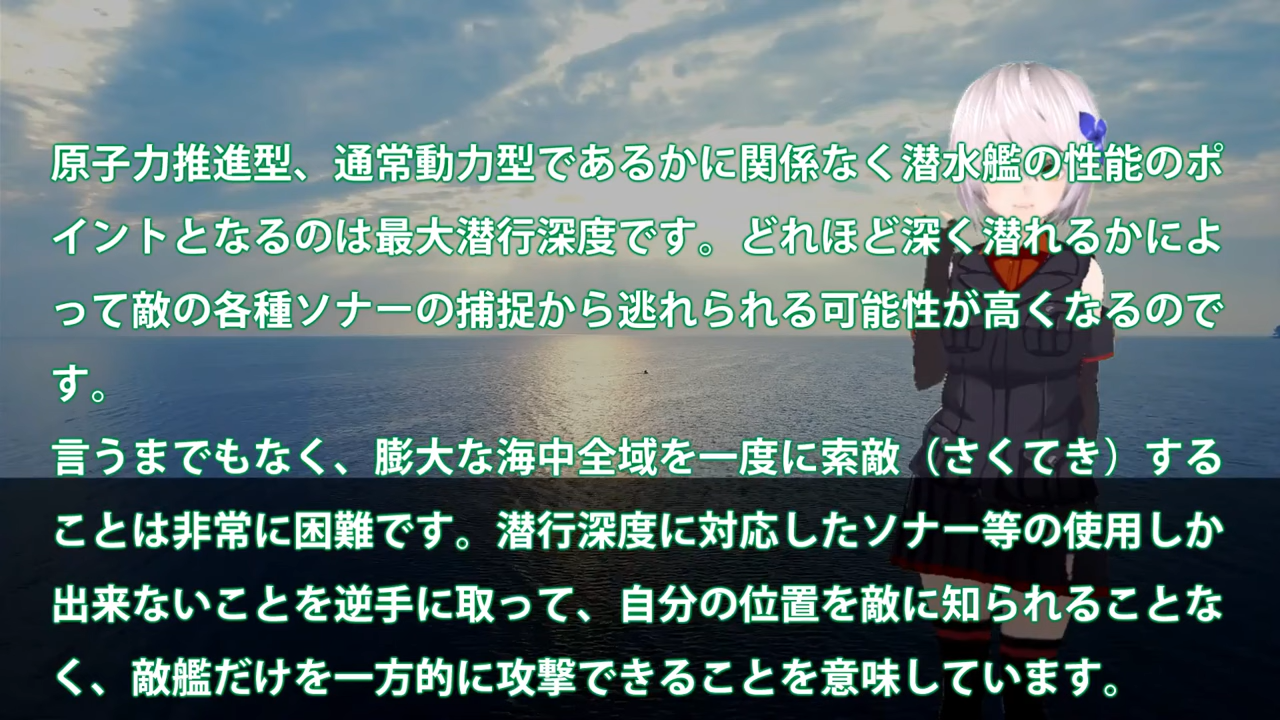 原子力推進型、通常動力型であるかに関係なく潜水艦の性能のポ
イントとなるのは最大潜行深度です。どれほど深く潜れるかによ
って敵の各種ソナーの捕捉から逃れられる可能性が高くなるので
す。
言うまでもなく、膨大な海中全域を一度に索敵（さくてき）する
ことは非常に困難です。潜行深度に対応したソナー等の使用しか
出来ないことを逆手に取って、自分の位置を敵に知られることな
く、敵艦だけを一方的に攻撃できることを意味しています。